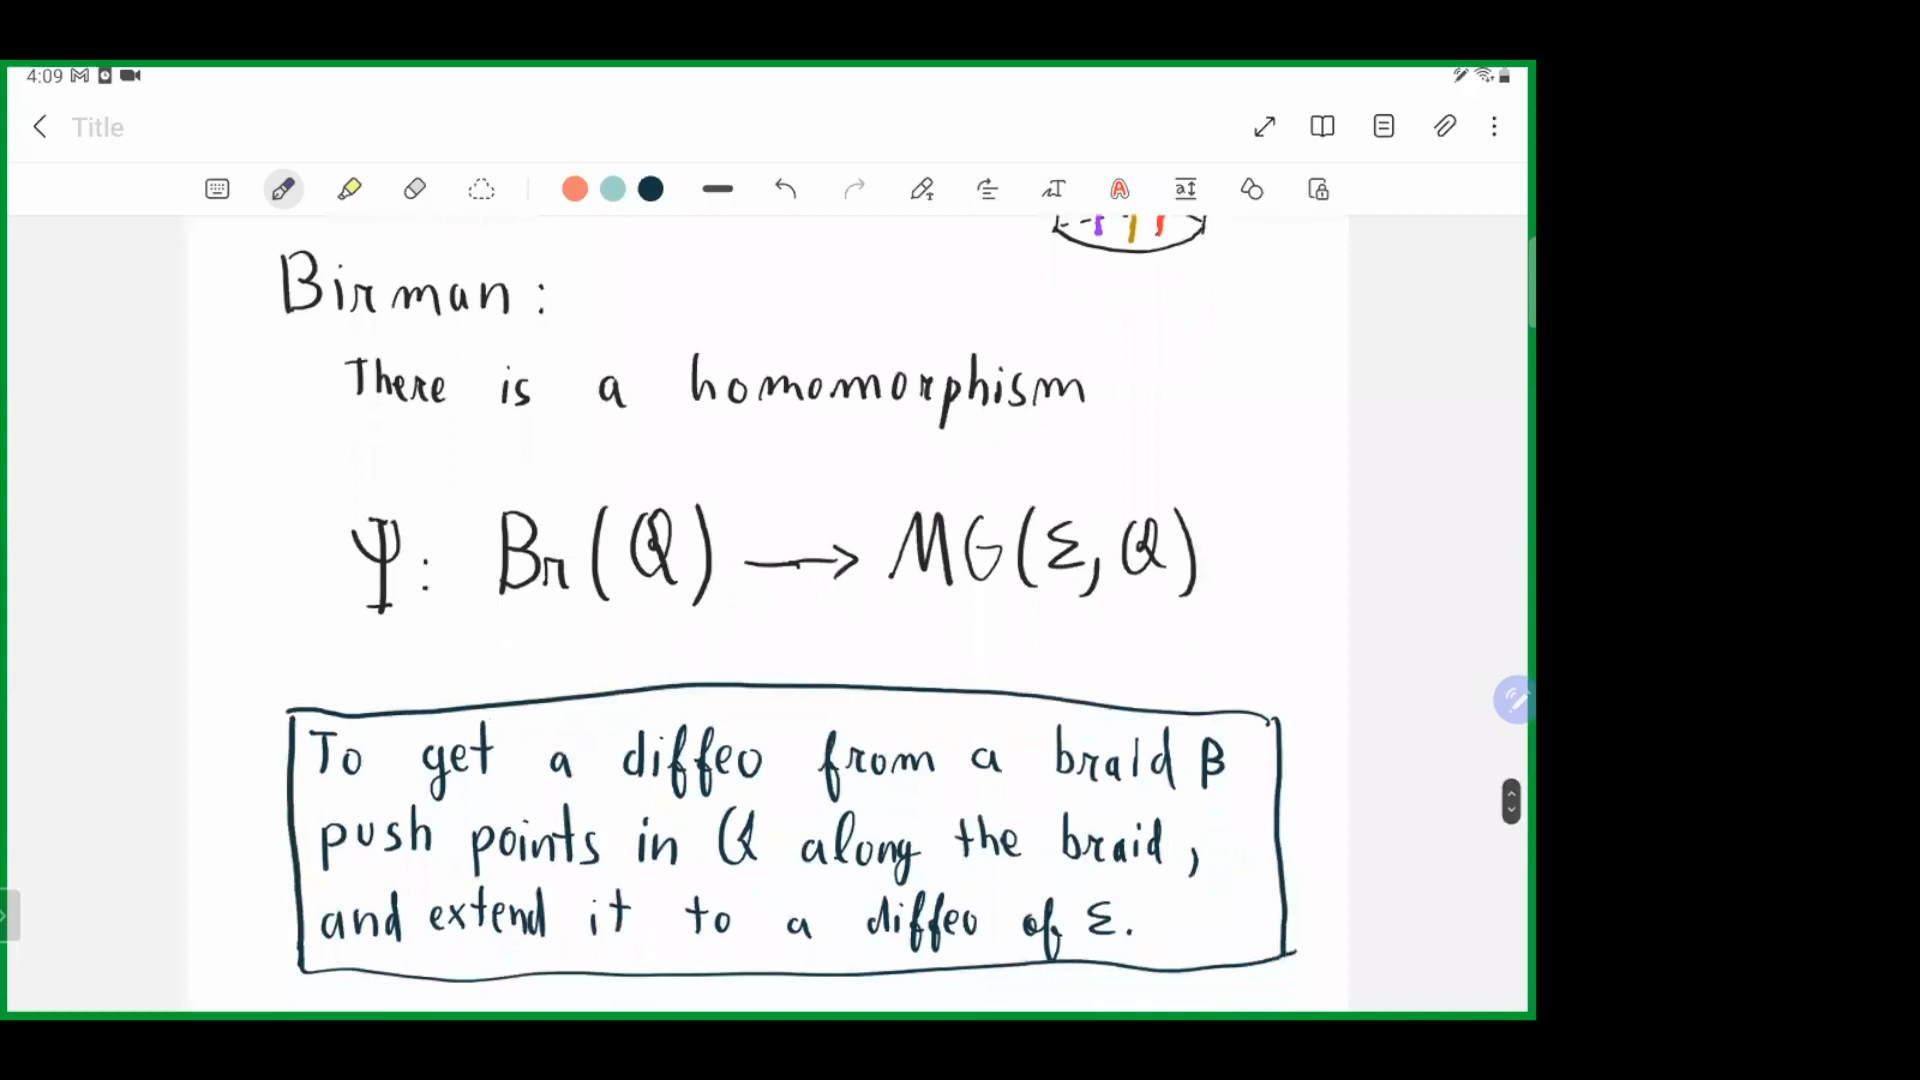 4:09
Title
Birman:
There is a homomorphism
Ψ: Br(Q) → MG(Σ, Q)
To get a diffeo from a braid β
push points in Q along the braid,
and extend it to a diffeo of Σ.